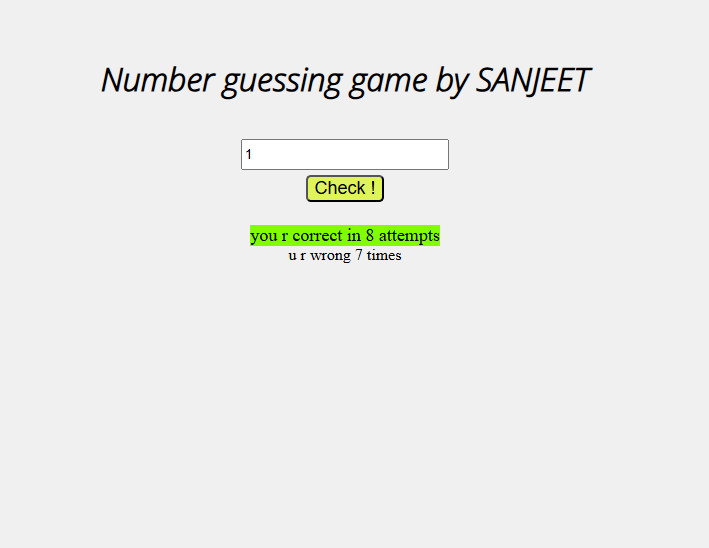 Number guessing game by SANJEET
1
Check !
you r correct in 8 attempts
u r wrong 7 times